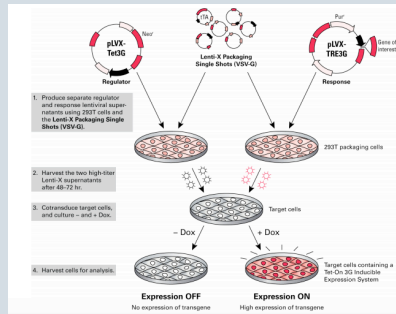 pLVX-
Tet3G
Neoʳ
tTA
Lenti-X Packaging
Single Shots (VSV-G)
Purʳ
pLVX-
TRE3G
Gene of
interest
Regulator
Response
1. Produce separate regulator
and response lentiviral super-
natants using 293T cells and
the Lenti-X Packaging Single
Shots (VSV-G).
293T packaging cells
2. Harvest the two high-titer
Lenti-X supernatants
after 48–72 hr.
3. Cotransduce target cells,
and culture – and + Dox.
Target cells
– Dox
+ Dox
4. Harvest cells for analysis.
Target cells containing a
Tet-On 3G Inducible
Expression System
Expression OFF
No expression of transgene
Expression ON
High expression of transgene